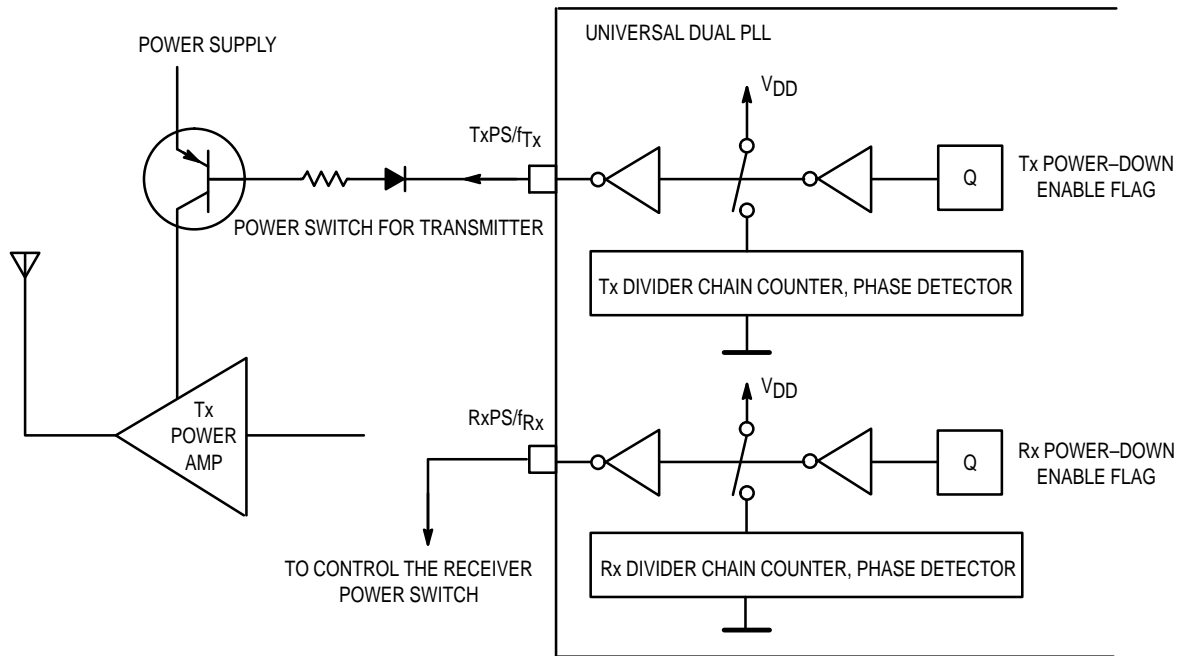 UNIVERSAL DUAL PLL
POWER SUPPLY
VDD
TxPS/fTx
Q
Tx POWER–DOWN
ENABLE FLAG
POWER SWITCH FOR TRANSMITTER
Tx DIVIDER CHAIN COUNTER, PHASE DETECTOR
VDD
Tx
POWER
AMP
RxPS/fRx
Q
Rx POWER–DOWN
ENABLE FLAG
TO CONTROL THE RECEIVER
POWER SWITCH
Rx DIVIDER CHAIN COUNTER, PHASE DETECTOR